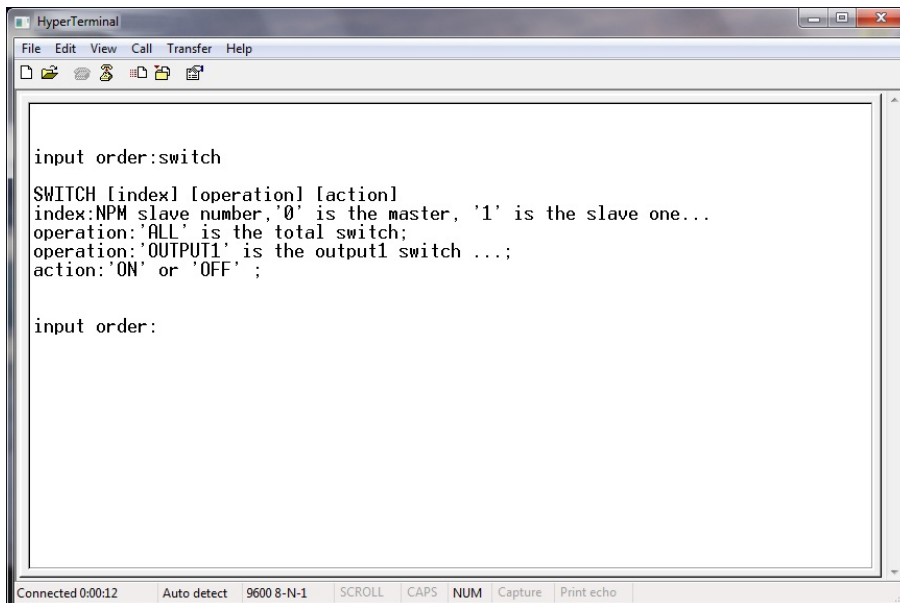 HyperTerminal
File Edit View Call Transfer Help
input order:switch
SWITCH [index] [operation] [action]
index:NPM slave number,'0' is the master, '1' is the slave one...
operation:'ALL' is the total switch;
operation:'OUTPUT1' is the output1 switch ...;
action:'ON' or 'OFF' ;
input order:
Connected 0:00:12 Auto detect 9600 8-N-1 SCROLL CAPS NUM Capture Print echo